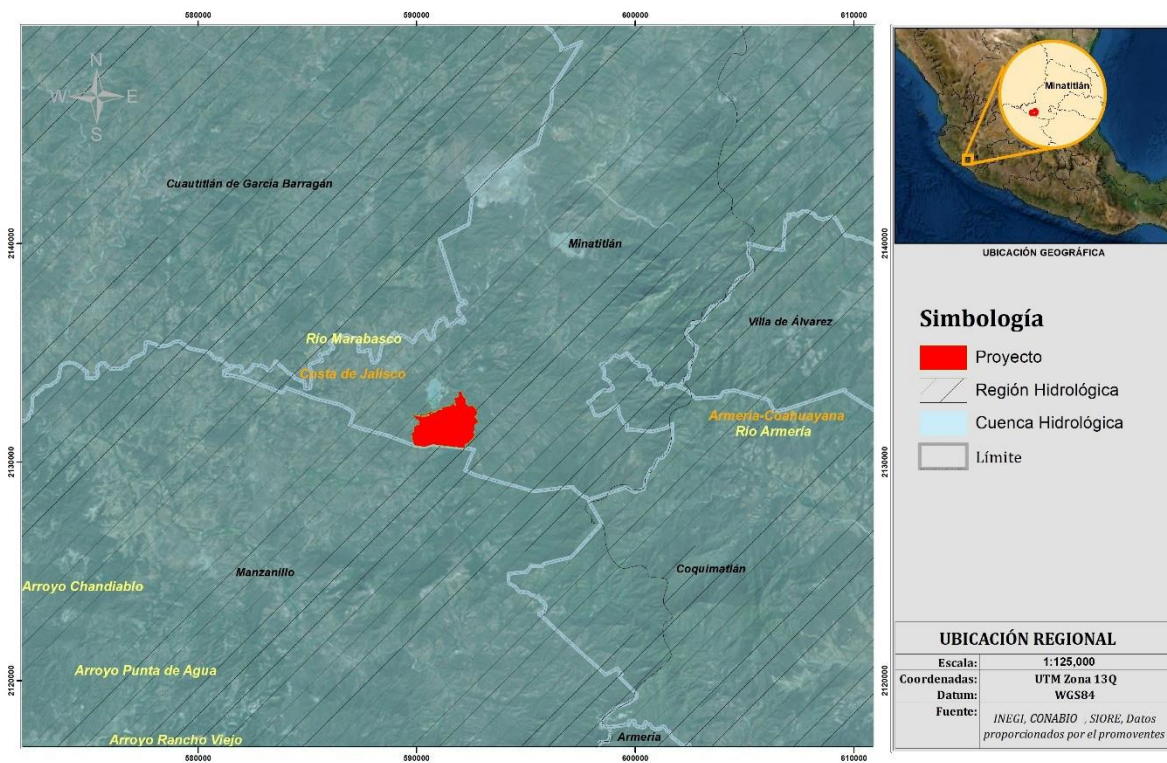 580000
590000
600000
610000
N
W E
S
Cuautitlán de García Barragán
2140000
2140000
Minatitlán
Villa de Álvarez
Río Marabasco
Costa de Jalisco
Armería-Coahuayana
Río Armería
2130000
2130000
Manzanillo
Coquimatlán
Arroyo Chandiablo
Arroyo Punta de Agua
2120000
2120000
Arroyo Rancho Viejo
Armería
580000
590000
600000
610000
Minatitlán
UBICACIÓN GEOGRÁFICA
Simbología
Proyecto
Región Hidrológica
Cuenca Hidrológica
Límite
UBICACIÓN REGIONAL
Escala: 1:125,000
Coordenadas: UTM Zona 13Q
Datum: WGS84
Fuente: INEGI, CONABIO , SIORE, Datos
proporcionados por el promoventes